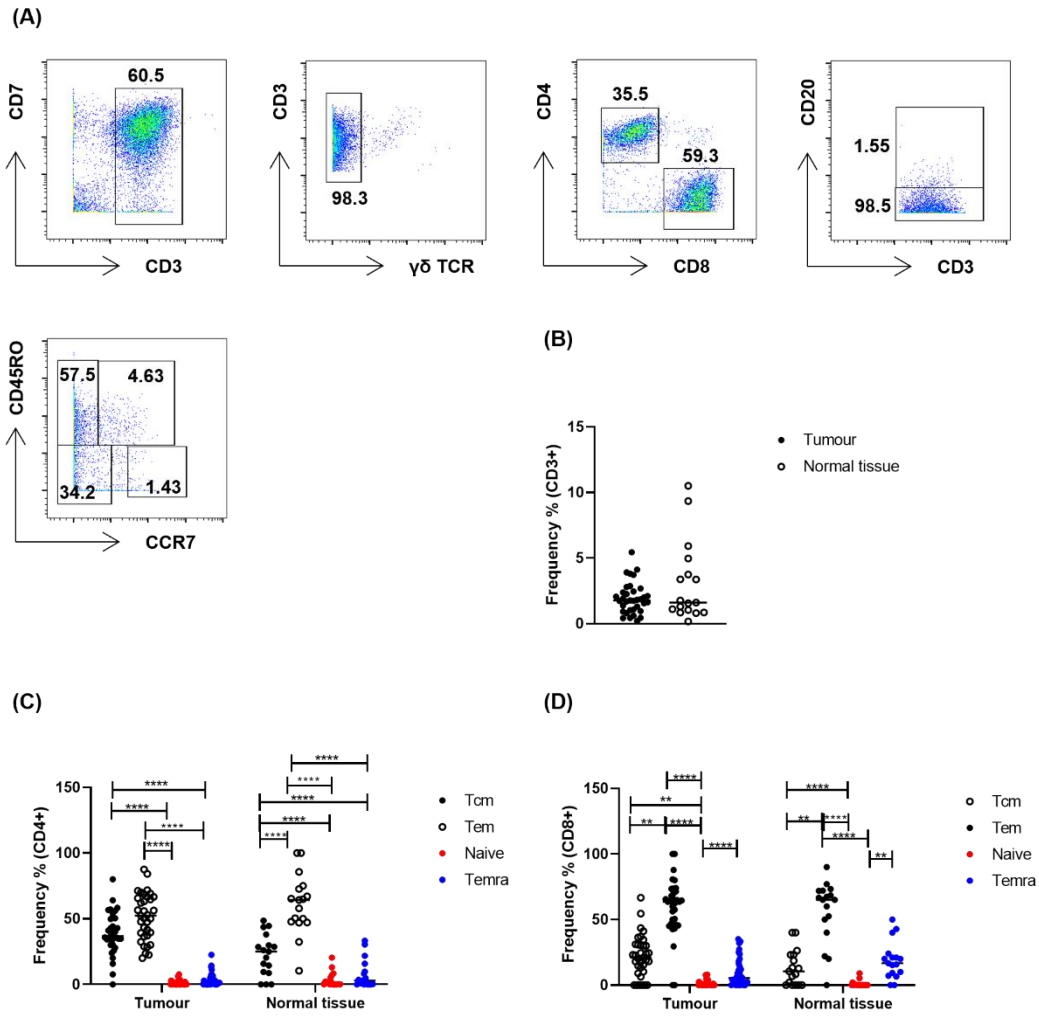 (A)
CD7
60.5
CD3
CD3
98.3
γδ TCR
CD4
35.5
59.3
CD8
CD20
1.55
98.5
CD3
CD45RO
57.5
4.63
34.2
1.43
CCR7
(B)
Frequency % (CD3+)
15
10
5
0
Tumour
Normal tissue
(C)
Frequency % (CD4+)
150
100
50
0
****
****
****
****
****
****
****
****
****
Tumour
Normal tissue
Tcm
Tem
Naive
Temra
(D)
Frequency % (CD8+)
150
100
50
0
****
**
**
****
****
****
**
****
****
**
Tumour
Normal tissue
Tcm
Tem
Naive
Temra